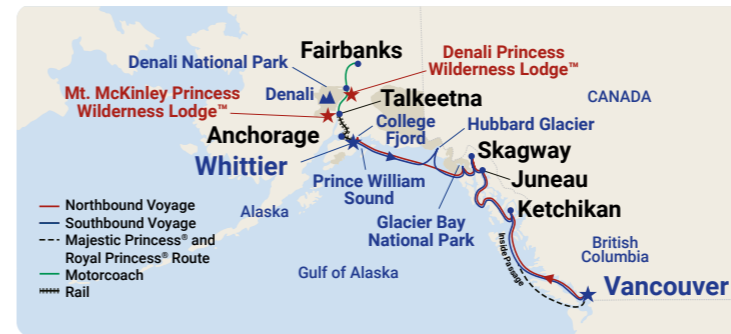 Fairbanks
Denali National Park
Denali Princess
Wilderness Lodge™
Mt. McKinley Princess
Wilderness Lodge™
Denali
Talkeetna
CANADA
Anchorage
College
Fjord
Hubbard Glacier
Whittier
Skagway
Prince William
Sound
Juneau
Glacier Bay
National Park
Ketchikan
Alaska
Gulf of Alaska
Inside Passage
British
Columbia
Vancouver
Northbound Voyage
Southbound Voyage
Majestic Princess® and
Royal Princess® Route
Motorcoach
Rail